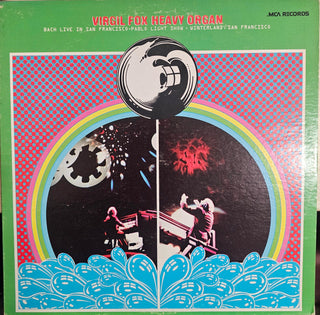 VIRGIL FOX HEAVY ORGAN
BACH LIVE IN SAN FRANCISCO•PABLO LIGHT SHOW • WINTERLAND/SAN FRANCISCO
MCA RECORDS